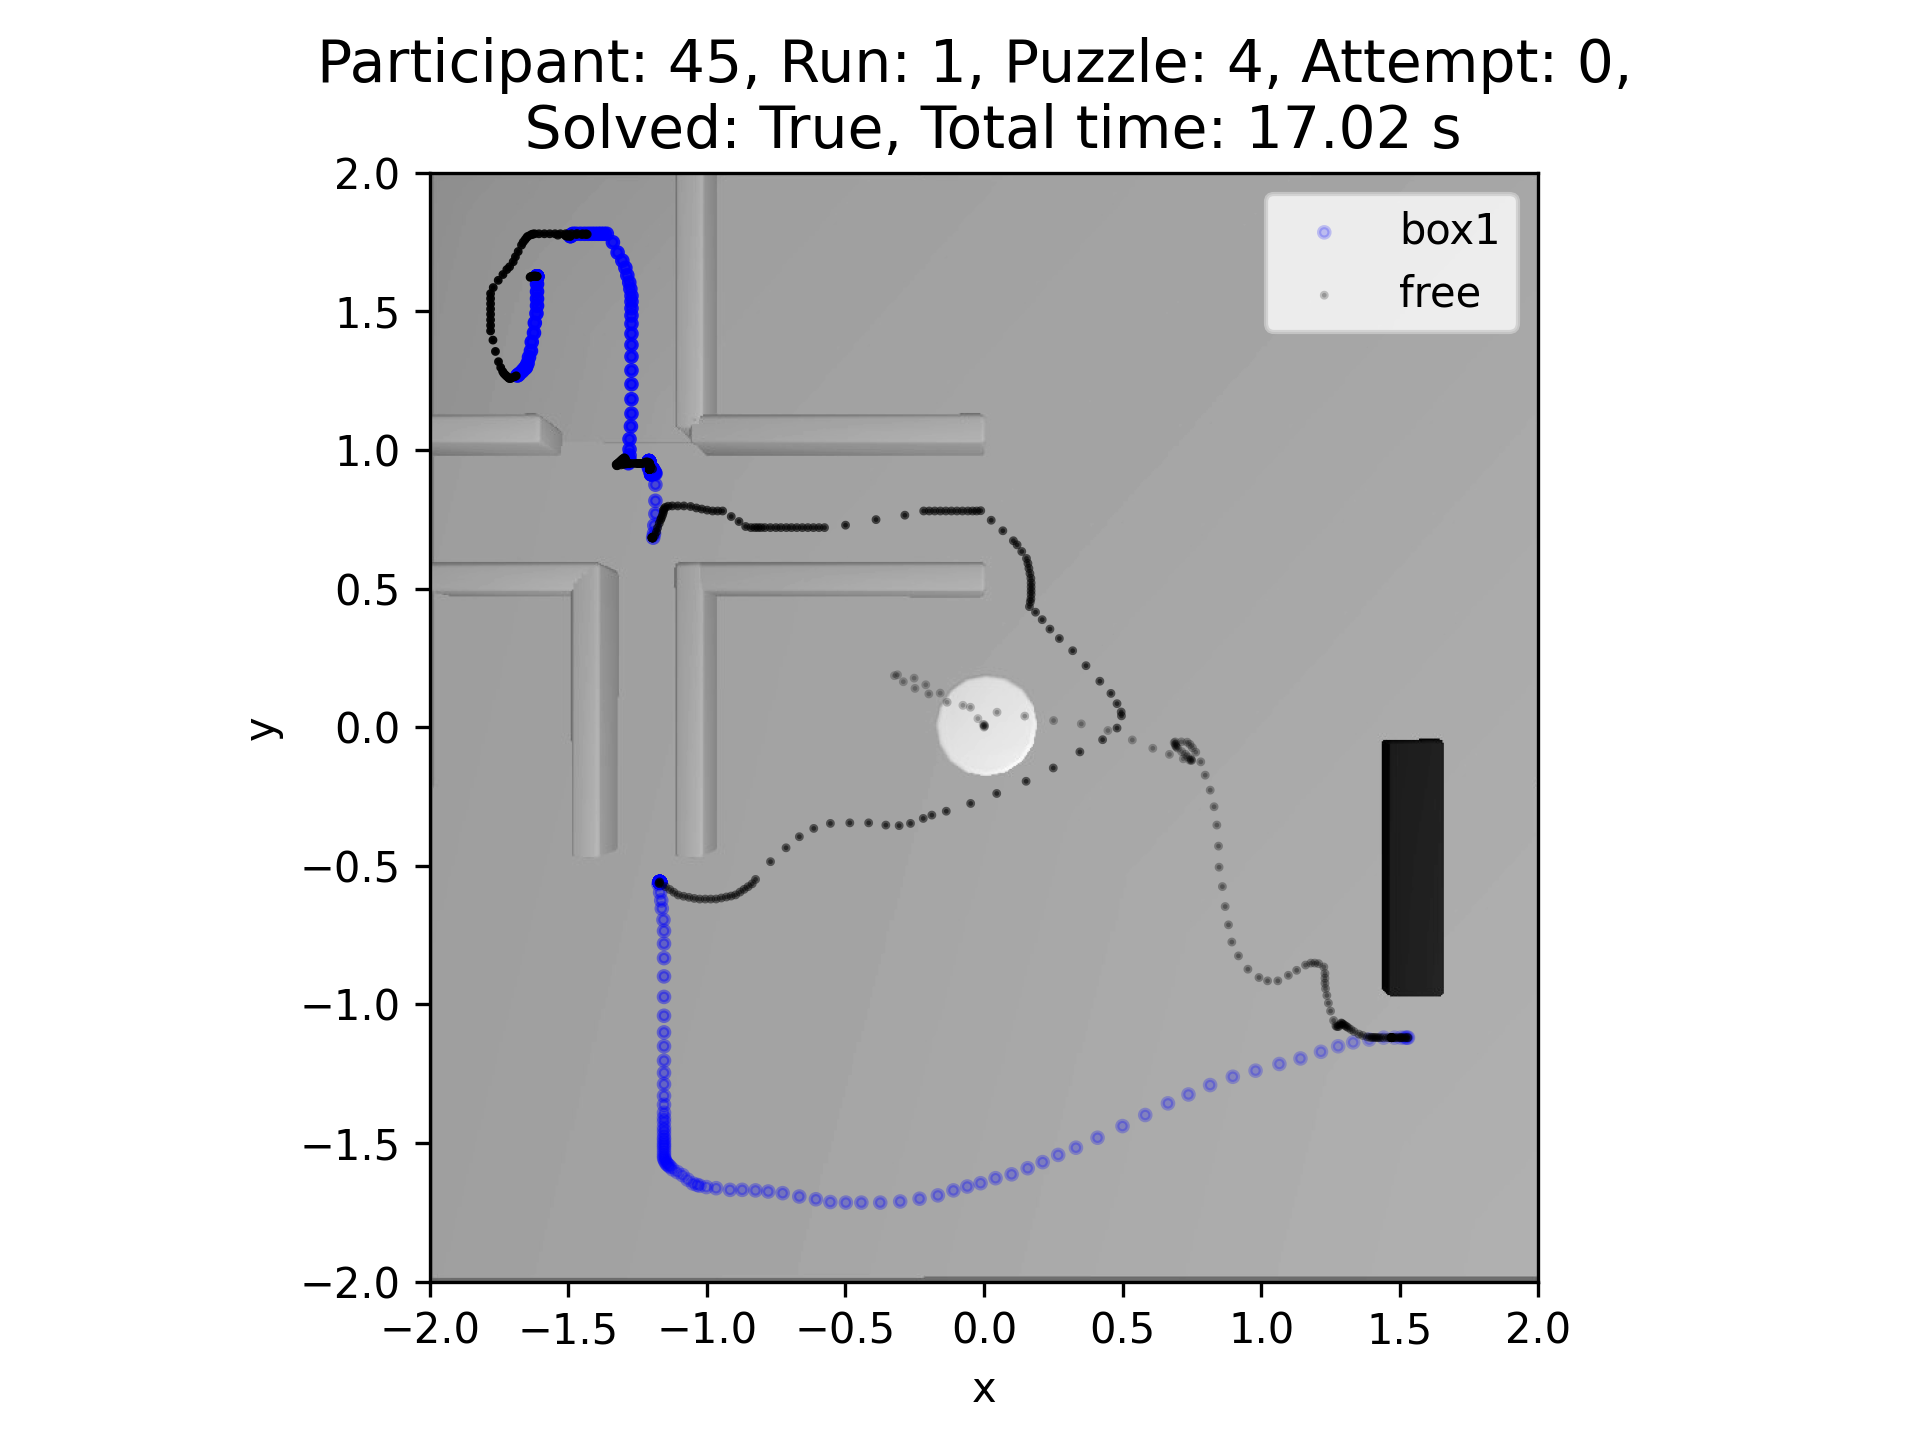 Participant: 45, Run: 1, Puzzle: 4, Attempt: 0,
Solved: True, Total time: 17.02 s
box1
free
2.0
1.5
1.0
0.5
0.0
−0.5
−1.0
−1.5
−2.0
y
−2.0 −1.5 −1.0 −0.5 0.0 0.5 1.0 1.5 2.0
x